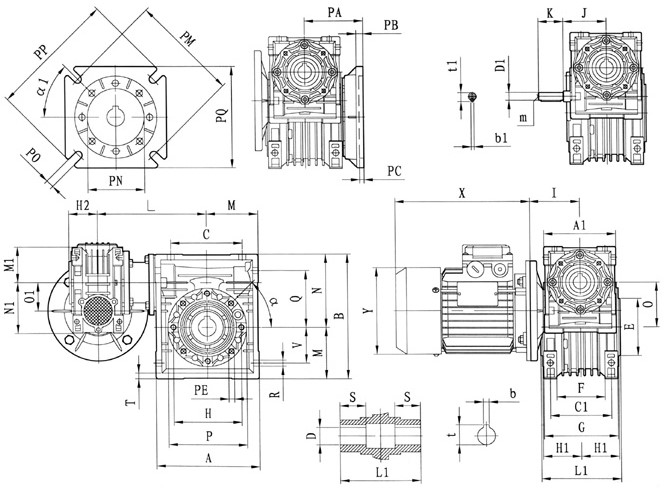 PP
PM
α1
PQ
PO
PN
PA
PB
PC
t1
b1
K
J
D1
m
H2
L
M
C
M1
N1
O1
α
Q
N
B
V
M
R
T
PE
H
P
A
X
I
Y
A1
E
O
F
C1
G
H1
H1
L1
S
S
D
L1
b
t